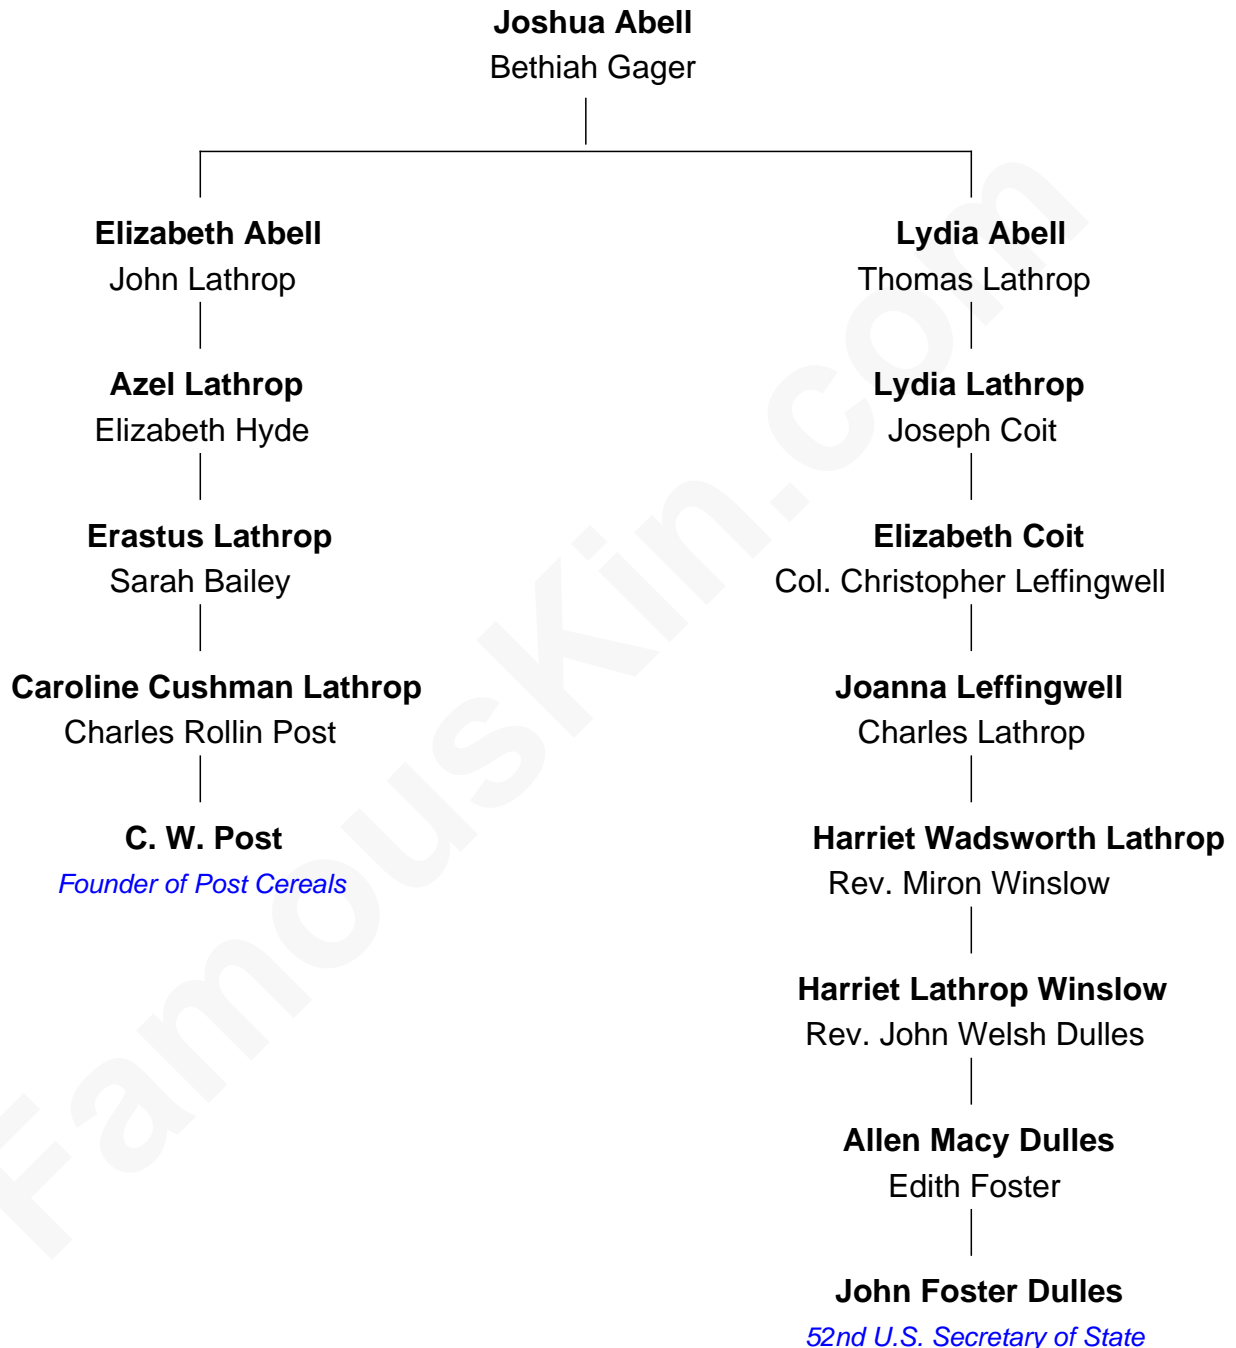 Joshua Abell
Bethiah Gager
Elizabeth Abell
John Lathrop
Lydia Abell
Thomas Lathrop
Azel Lathrop
Elizabeth Hyde
Lydia Lathrop
Joseph Coit
Erastus Lathrop
Sarah Bailey
Elizabeth Coit
Col. Christopher Leffingwell
Caroline Cushman Lathrop
Charles Rollin Post
Joanna Leffingwell
Charles Lathrop
C. W. Post
Founder of Post Cereals
Harriet Wadsworth Lathrop
Rev. Miron Winslow
Harriet Lathrop Winslow
Rev. John Welsh Dulles
Allen Macy Dulles
Edith Foster
John Foster Dulles
52nd U.S. Secretary of State
FamousKin.com